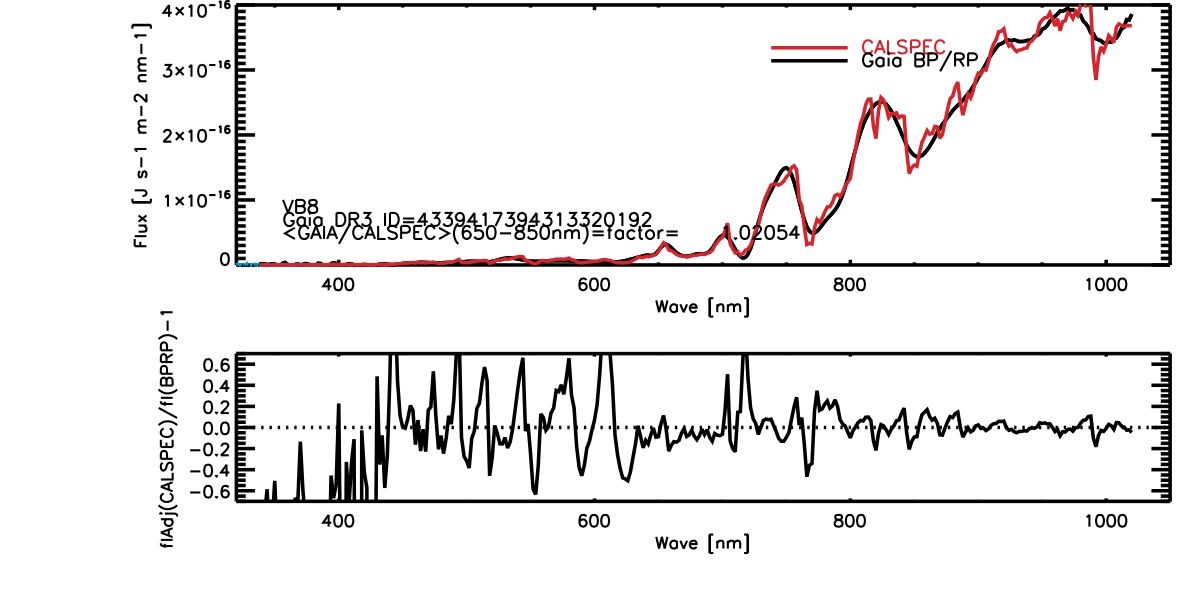 4×10−16
3×10−16
2×10−16
1×10−16
0
Flux [J s−1 m−2 nm−1]
CALSPEC
Gaia BP/RP
VB8
Gaia DR3 ID=4339417394313320192
<GAIA/CALSPEC>(650−850nm)=factor= 1.02054
400 600 800 1000
Wave [nm]
flAdj(CALSPEC)/fl(BPRP)−1
0.6
0.4
0.2
0.0
−0.2
−0.4
−0.6
400 600 800 1000
Wave [nm]